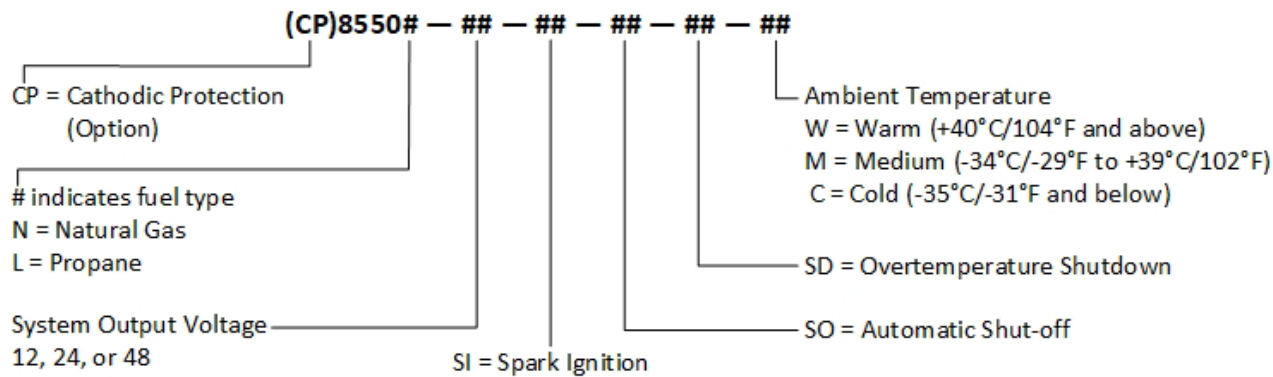 (CP)8550# — ## — ## — ## — ## — ##
CP = Cathodic Protection
(Option)
# indicates fuel type
N = Natural Gas
L = Propane
System Output Voltage
12, 24, or 48
SI = Spark Ignition
Ambient Temperature
W = Warm (+40°C/104°F and above)
M = Medium (-34°C/-29°F to +39°C/102°F)
C = Cold (-35°C/-31°F and below)
SD = Overtemperature Shutdown
SO = Automatic Shut-off